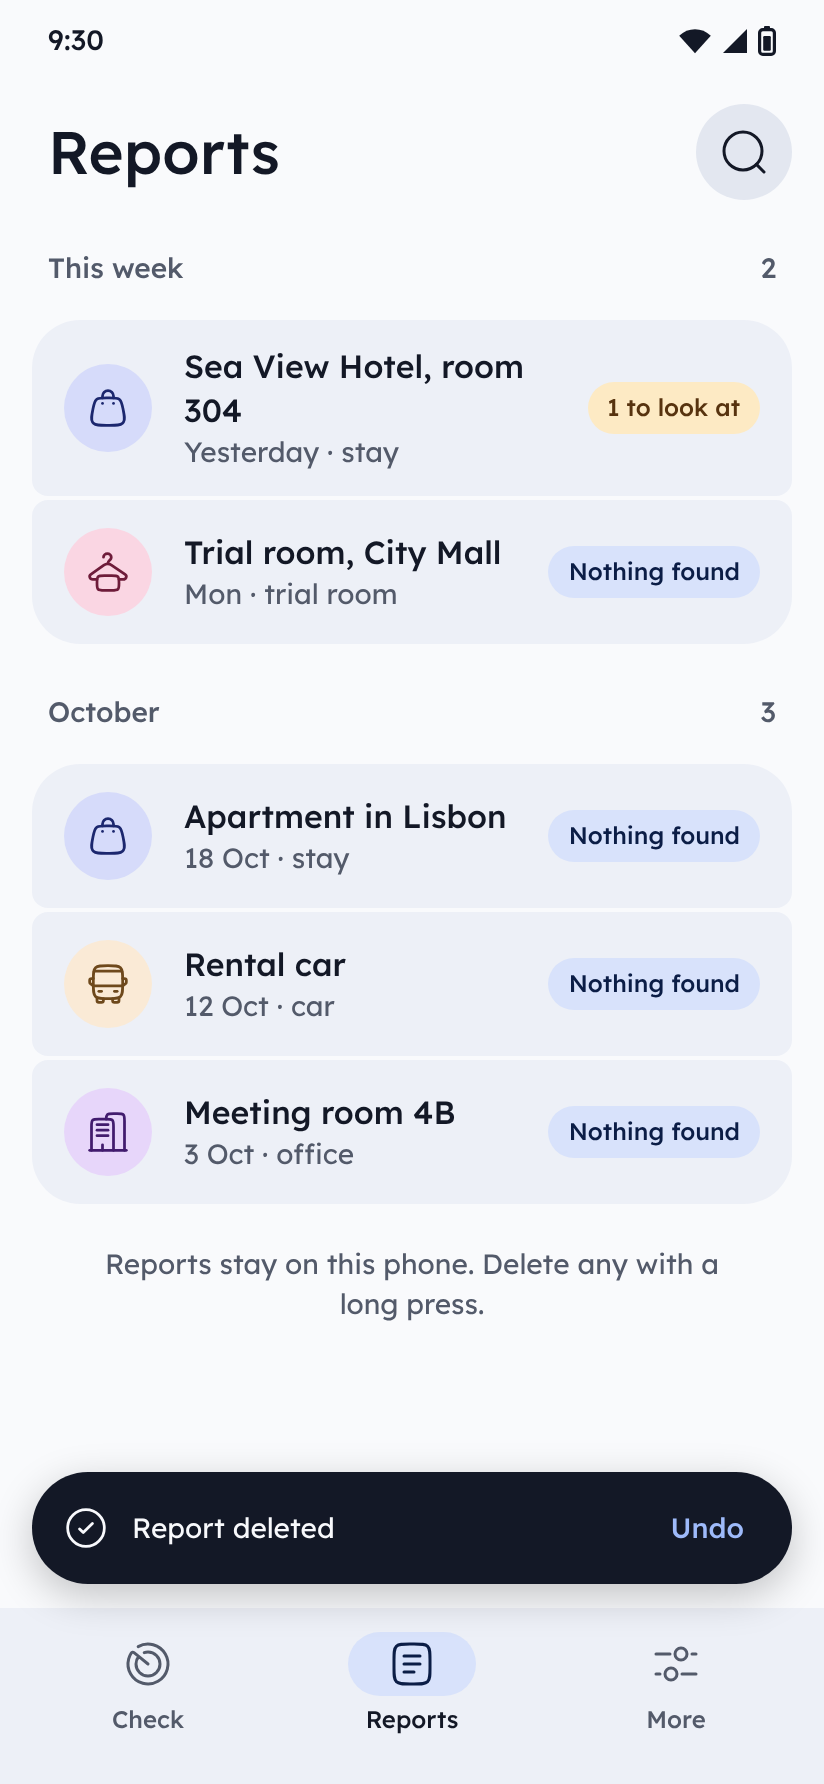 9:30
Reports
This week
2
Sea View Hotel, room
304
Yesterday · stay
1 to look at
Trial room, City Mall
Mon · trial room
Nothing found
October
3
Apartment in Lisbon
18 Oct · stay
Nothing found
Rental car
12 Oct · car
Nothing found
Meeting room 4B
3 Oct · office
Nothing found
Reports stay on this phone. Delete any with a
long press.
Report deleted
Undo
Check
Reports
More